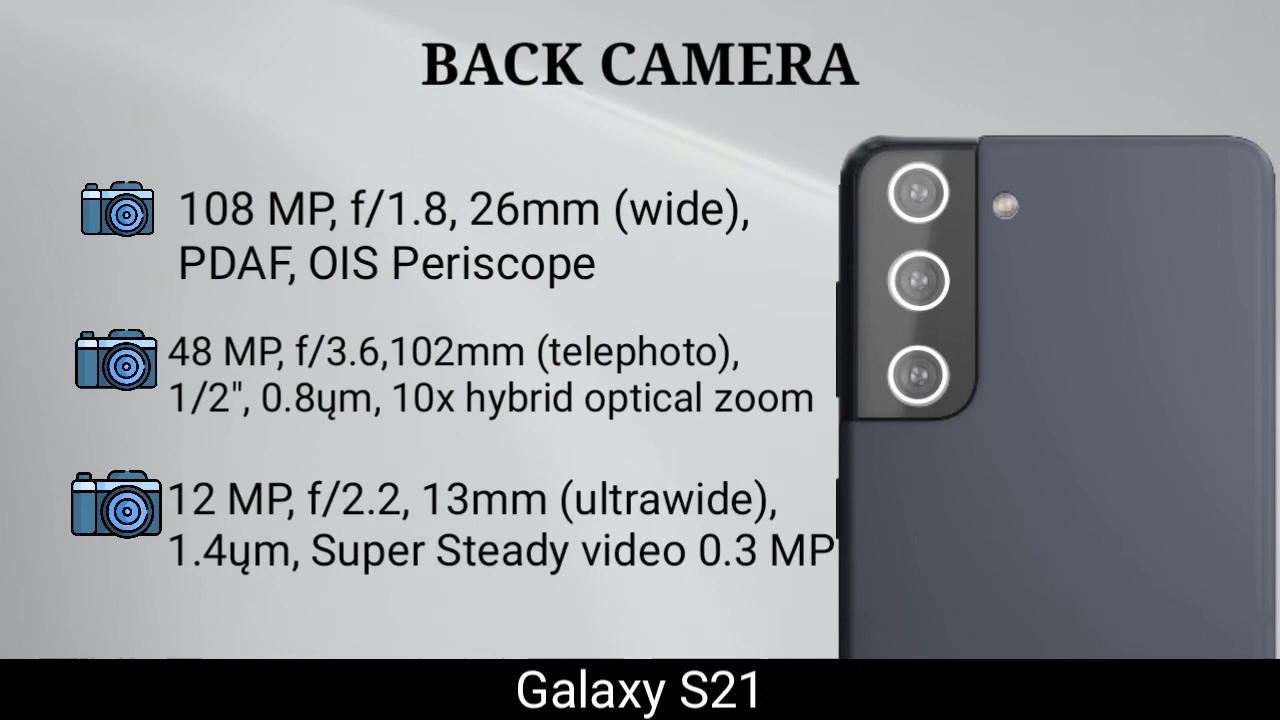 BACK CAMERA
108 MP, f/1.8, 26mm (wide),
PDAF, OIS Periscope
48 MP, f/3.6,102mm (telephoto),
1/2", 0.8ųm, 10x hybrid optical zoom
12 MP, f/2.2, 13mm (ultrawide),
1.4ųm, Super Steady video 0.3 MP
Galaxy S21